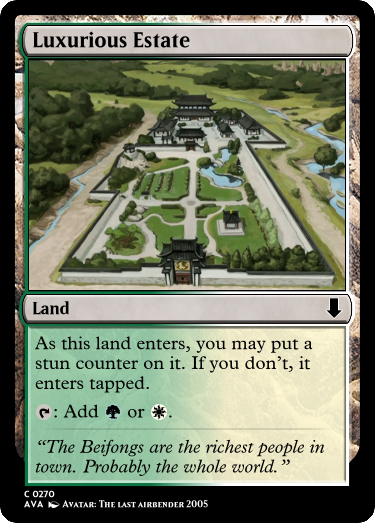 Luxurious Estate
Land
As this land enters, you may put a
stun counter on it. If you don't, it
enters tapped.
: Add or .
"The Beifongs are the richest people in
town. Probably the whole world."
C 0270
AVA Avatar: The last airbender 2005